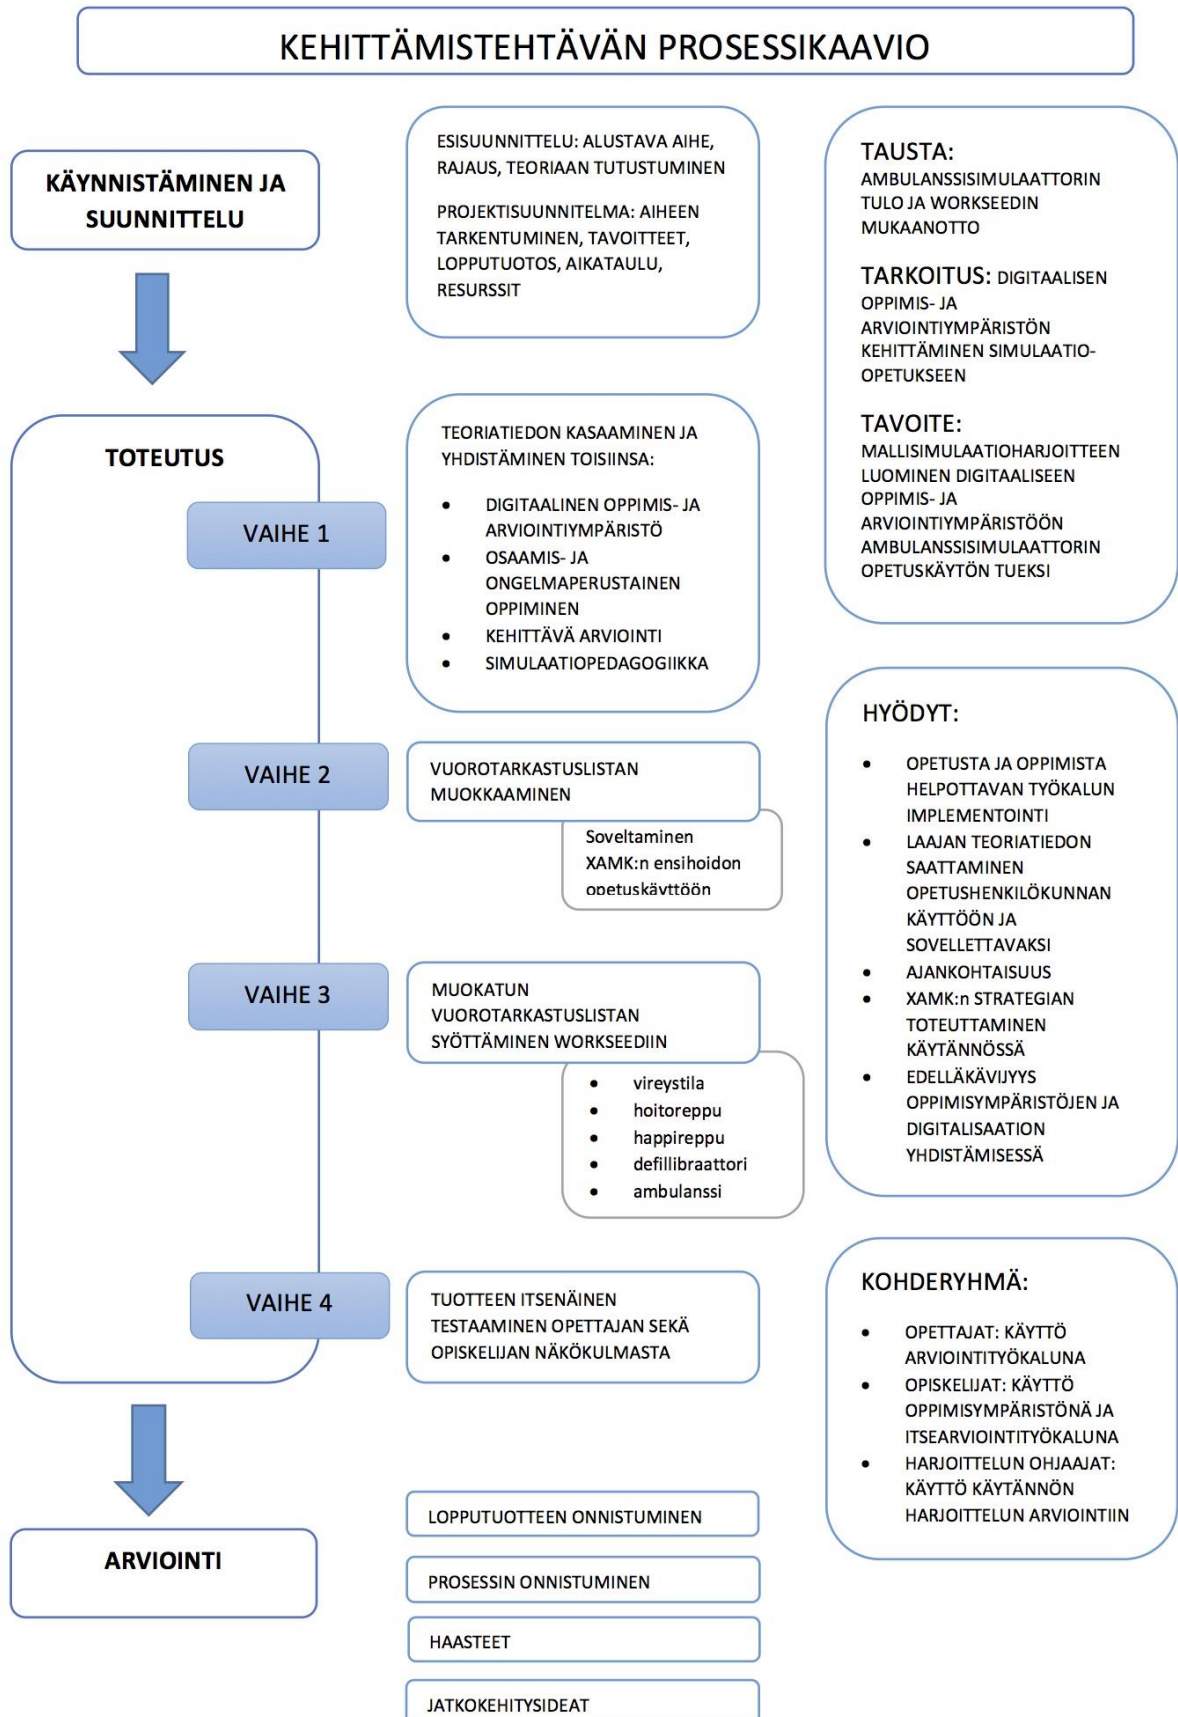 KEHITTÄMISTEHTÄVÄN PROSESSIKAAVIO
KÄYNNISTÄMINEN JA
SUUNNITTELU
ESISUUNNITTELU: ALUSTAVA AIHE,
RAJAUS, TEORIAAN TUTUSTUMINEN
PROJEKTISUUNNITELMA: AIHEEN
TARKENTUMINEN, TAVOITTEET,
LOPPUTUOTOS, AIKATAULU,
RESURSSIT
TAUSTA:
AMBULANSSISIMULAATTORIN
TULO JA WORKSEEDIN
MUKAANOTTO
TARKOITUS: DIGITAALISEN
OPPIMIS- JA
ARVIOINTIYMPÄRISTÖN
KEHITTÄMINEN SIMULAATIO-
OPETUKSEEN
TAVOITE:
MALLISIMULAATIOHARJOITTEEN
LUOMINEN DIGITAALISEEN
OPPIMIS- JA
ARVIOINTIYMPÄRISTÖÖN
AMBULANSSISIMULAATTORIN
OPETUSKÄYTÖN TUEKSI
TOTEUTUS
VAIHE 1
TEORIATIEDON KASAAMINEN JA
YHDISTÄMINEN TOISIINSA:
• DIGITAALINEN OPPIMIS- JA
ARVIOINTIYMPÄRISTÖ
• OSAAMIS- JA
ONGELMAPERUSTAINEN
OPPIMINEN
• KEHITTÄVÄ ARVIOINTI
• SIMULAATIOPEDAGOGIIKKA
VAIHE 2
VUOROTARKASTUSLISTAN
MUOKKAAMINEN
Soveltaminen
XAMK:n ensihoidon
opetuskäyttöön
VAIHE 3
MUOKATUN
VUOROTARKASTUSLISTAN
SYÖTTÄMINEN WORKSEEDIIN
• vireystila
• hoitoreppu
• happireppu
• defillibraattori
• ambulanssi
VAIHE 4
TUOTTEEN ITSENÄINEN
TESTAAMINEN OPETTAJAN SEKÄ
OPISKELIJAN NÄKÖKULMASTA
HYÖDYT:
• OPETUSTA JA OPPIMISTA
HELPOTTAVAN TYÖKALUN
IMPLEMENTOINTI
• LAAJAN TEORIATIEDON
SAATTAMINEN
OPETUSHENKILÖKUNNAN
KÄYTTÖÖN JA
SOVELLETTAVAKSI
• AJANKOHTAISUUS
• XAMK:n STRATEGIAN
TOTEUTTAMINEN
KÄYTÄNNÖSSÄ
• EDELLÄKÄVIJYYS
OPPIMISYMPÄRISTÖJEN JA
DIGITALISAATION
YHDISTÄMISESSÄ
KOHDERYHMÄ:
• OPETTAJAT: KÄYTTÖ
ARVIOINTITYÖKALUNA
• OPISKELIJAT: KÄYTTÖ
OPPIMISYMPÄRISTÖNÄ JA
ITSEARVIOINTITYÖKALUNA
• HARJOITTELUN OHJAAJAT:
KÄYTTÖ KÄYTÄNNÖN
HARJOITTELUN ARVIOINTIIN
ARVIOINTI
LOPPUTUOTTEEN ONNISTUMINEN
PROSESSIN ONNISTUMINEN
HAASTEET
JATKOKEHITYSIDEAT